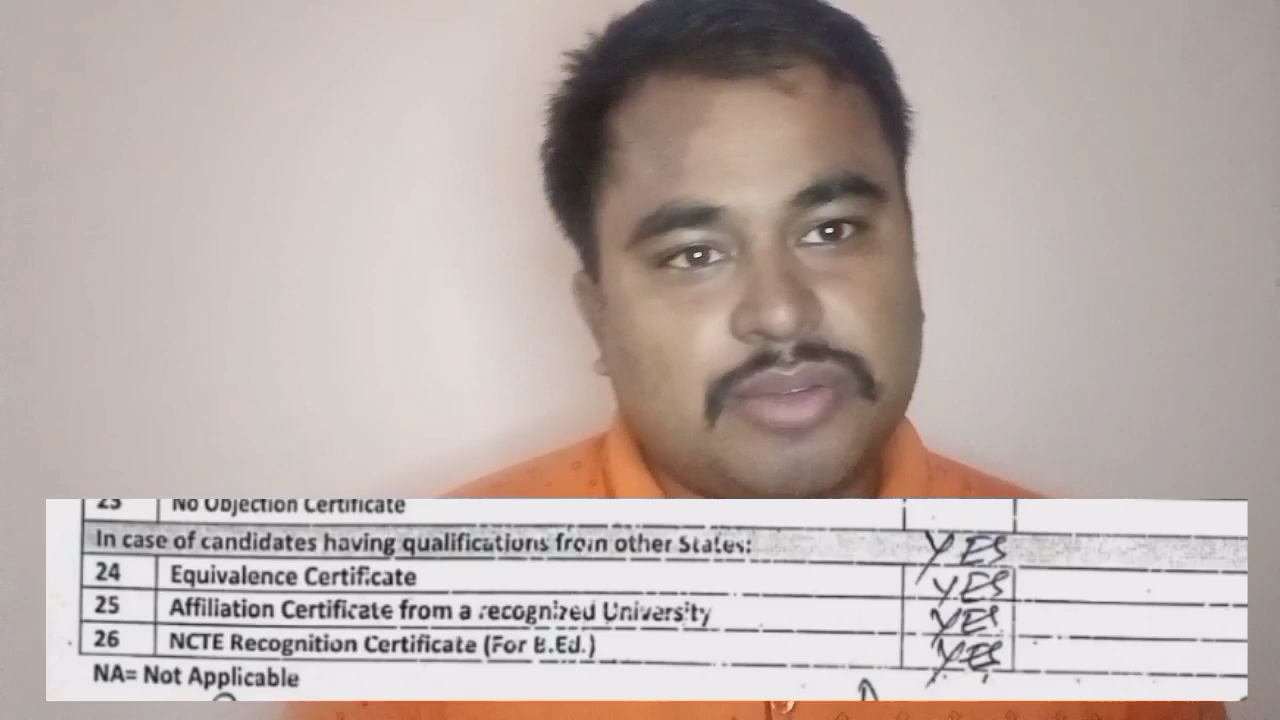 23 No Objection Certificate
In case of candidates having qualifications from other States: YES
24 Equivalence Certificate YES
25 Affiliation Certificate from a recognized University YES
26 NCTE Recognition Certificate (For B.Ed.) YES
NA= Not Applicable